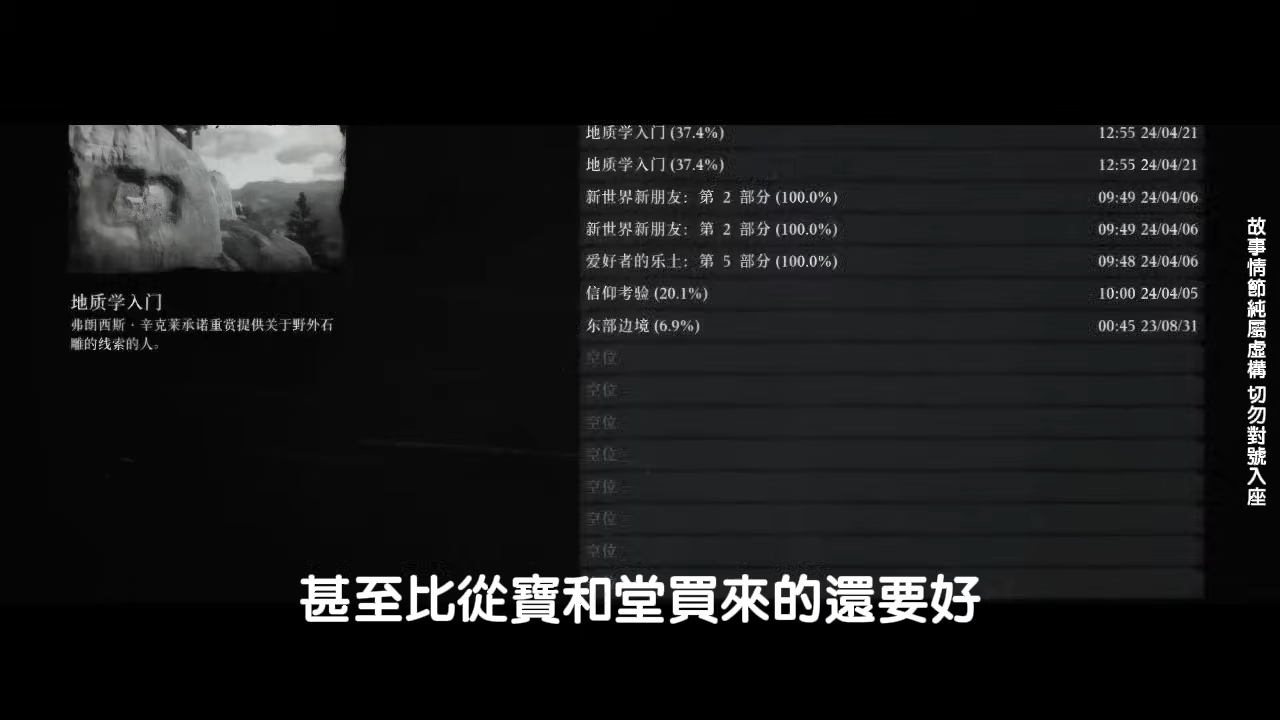 地质学入门 (37.4%) 12:55 24/04/21
地质学入门 (37.4%) 12:55 24/04/21
新世界新朋友：第 2 部分 (100.0%) 09:49 24/04/06
新世界新朋友：第 2 部分 (100.0%) 09:49 24/04/06
爱好者的乐土：第 5 部分 (100.0%) 09:48 24/04/06
信仰考验 (20.1%) 10:00 24/04/05
东部边境 (6.9%) 00:45 23/08/31
空位
空位
空位
空位
空位
空位
空位
地质学入门
弗朗西斯·辛克莱承诺重赏提供关于野外石
雕的线索的人。
故事情節純屬虛構 切勿對號入座
甚至比從寶和堂買來的還要好